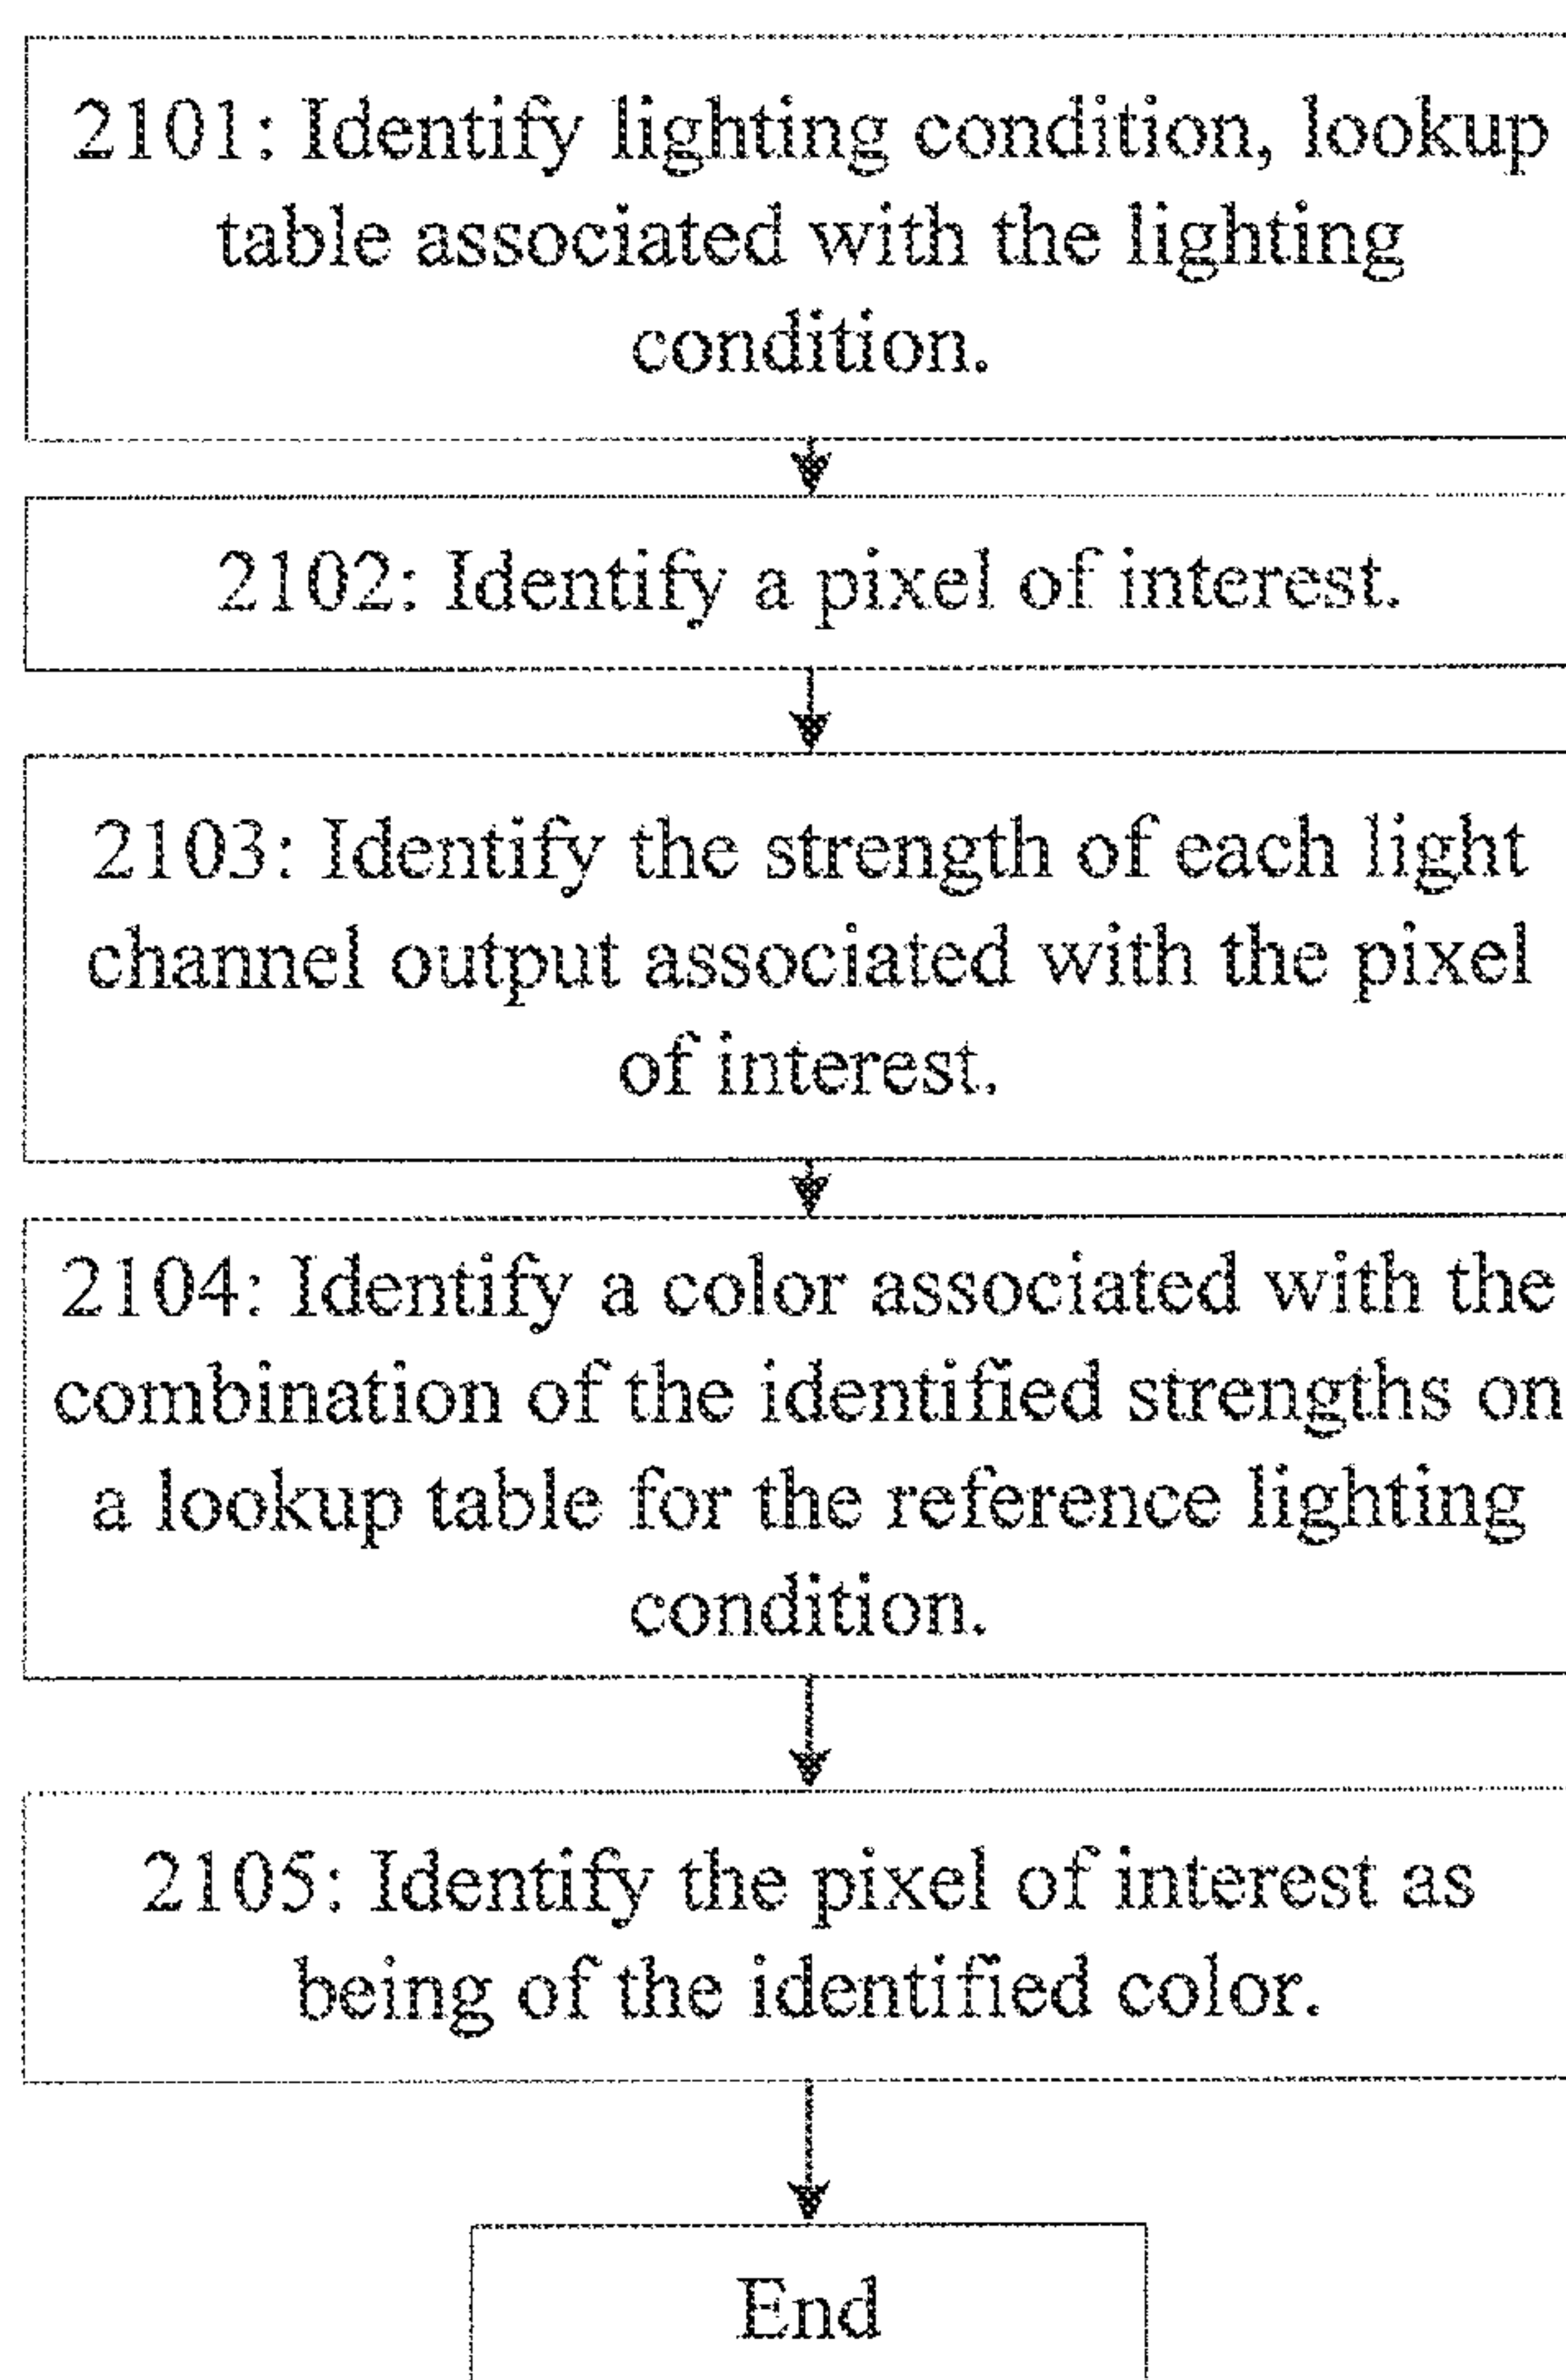 2101: Identify lighting condition, lookup
table associated with the lighting
condition.
2102: Identify a pixel of interest.
2103: Identify the strength of each light
channel output associated with the pixel
of interest.
2104: Identify a color associated with the
combination of the identified strengths on
a lookup table for the reference lighting
condition.
2105: Identify the pixel of interest as
being of the identified color.
End